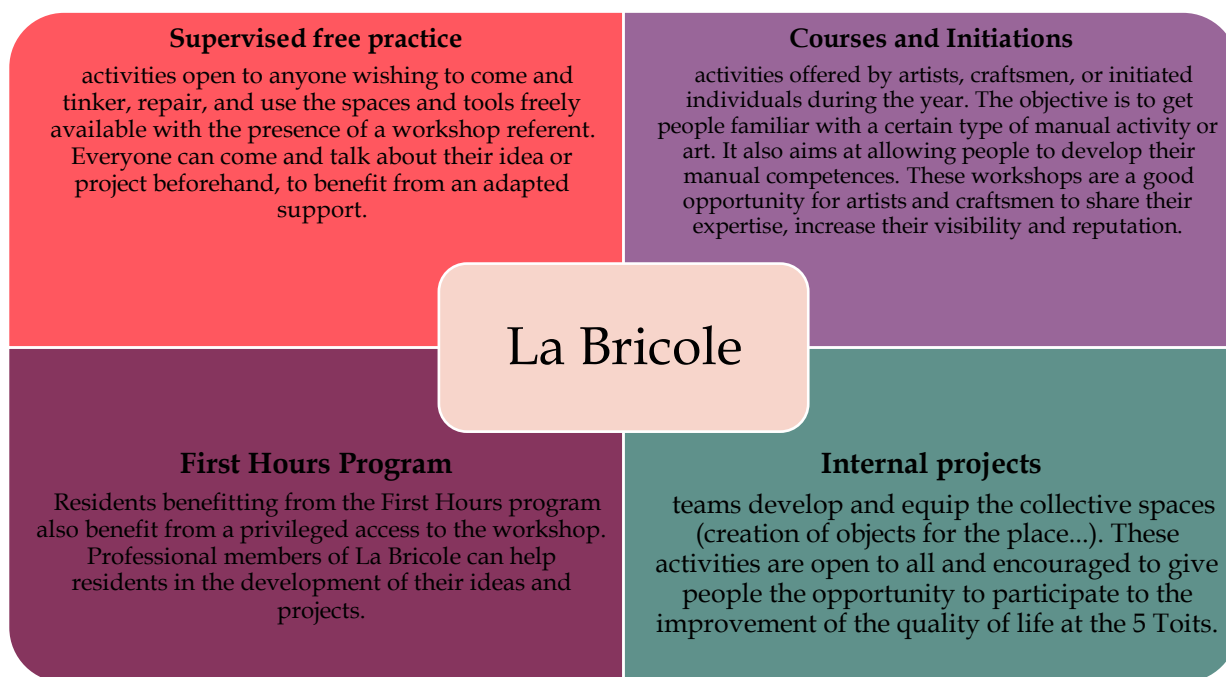 Supervised free practice
activities open to anyone wishing to come and
tinker, repair, and use the spaces and tools freely
available with the presence of a workshop referent.
Everyone can come and talk about their idea or
project beforehand, to benefit from an adapted
support.
Courses and Initiations
activities offered by artists, craftsmen, or initiated
individuals during the year. The objective is to get
people familiar with a certain type of manual activity or
art. It also aims at allowing people to develop their
manual competences. These workshops are a good
opportunity for artists and craftsmen to share their
expertise, increase their visibility and reputation.
La Bricole
First Hours Program
Residents benefitting from the First Hours program
also benefit from a privileged access to the workshop.
Professional members of La Bricole can help
residents in the development of their ideas and
projects.
Internal projects
teams develop and equip the collective spaces
(creation of objects for the place...). These
activities are open to all and encouraged to give
people the opportunity to participate to the
improvement of the quality of life at the 5 Toits.